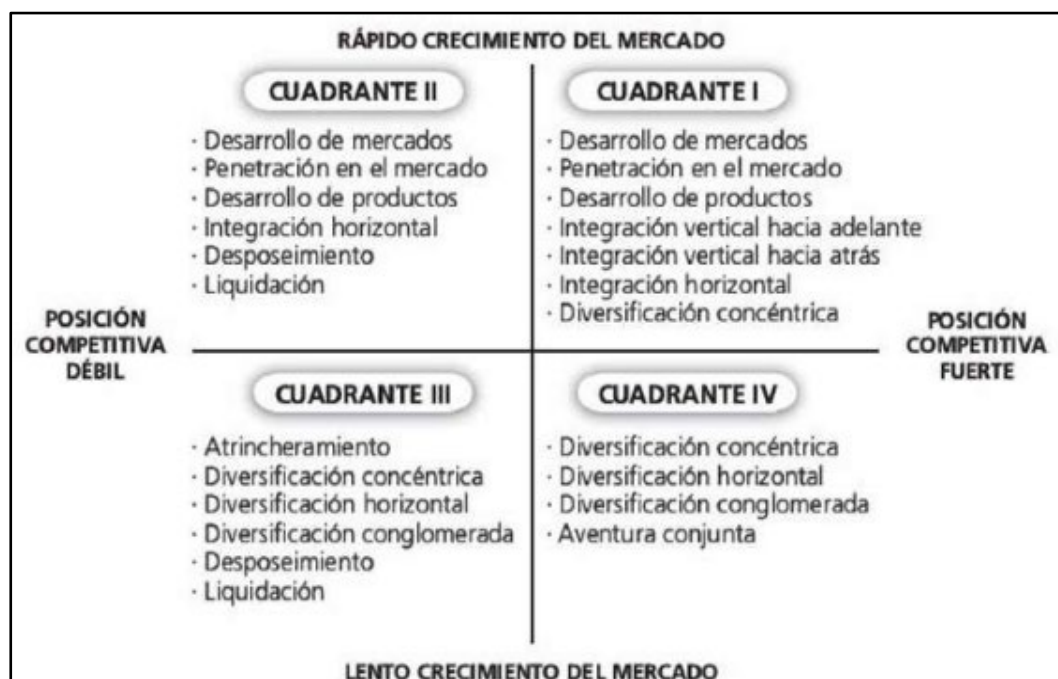 RÁPIDO CRECIMIENTO DEL MERCADO
CUADRANTE II
· Desarrollo de mercados
· Penetración en el mercado
· Desarrollo de productos
· Integración horizontal
· Desposeimiento
· Liquidación
CUADRANTE I
· Desarrollo de mercados
· Penetración en el mercado
· Desarrollo de productos
· Integración vertical hacia adelante
· Integración vertical hacia atrás
· Integración horizontal
· Diversificación concéntrica
POSICIÓN
COMPETITIVA
DÉBIL
POSICIÓN
COMPETITIVA
FUERTE
CUADRANTE III
· Atrincheramiento
· Diversificación concéntrica
· Diversificación horizontal
· Diversificación conglomerada
· Desposeimiento
· Liquidación
CUADRANTE IV
· Diversificación concéntrica
· Diversificación horizontal
· Diversificación conglomerada
· Aventura conjunta
LENTO CRECIMIENTO DEL MERCADO